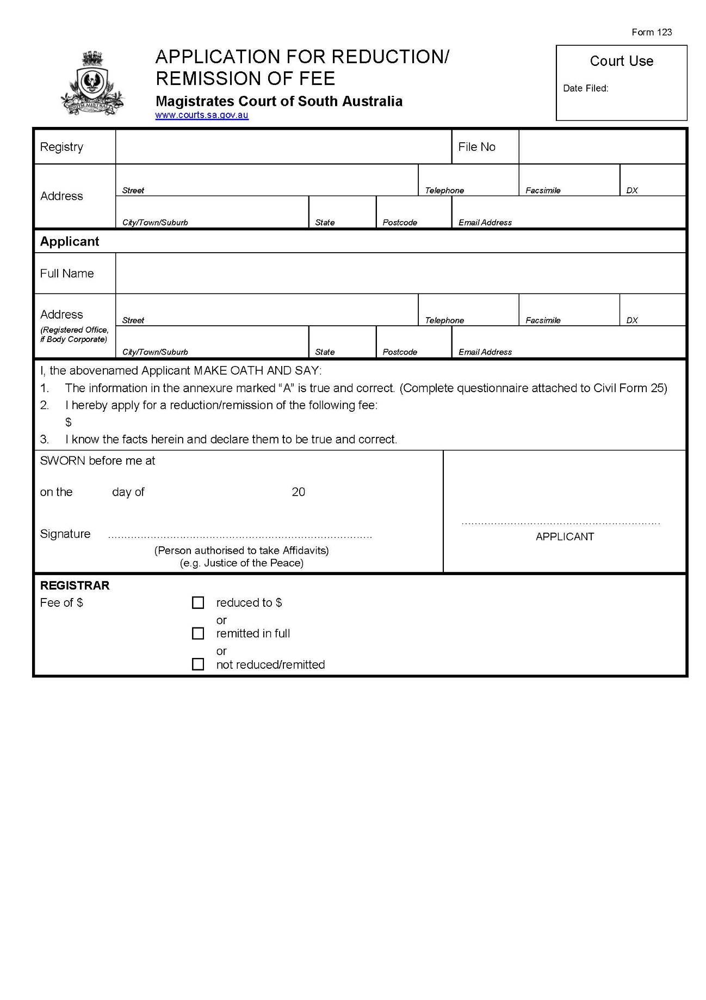 Form 123
APPLICATION FOR REDUCTION/
REMISSION OF FEE
Magistrates Court of South Australia
www.courts.sa.gov.au
Court Use
Date Filed:
SOUTH AUSTRALIA
Registry
File No
Address
Street
Telephone
Facsimile
DX
City/Town/Suburb
State
Postcode
Email Address
Applicant
Full Name
Address
(Registered Office,
if Body Corporate)
Street
Telephone
Facsimile
DX
City/Town/Suburb
State
Postcode
Email Address
I, the abovenamed Applicant MAKE OATH AND SAY:
1. The information in the annexure marked “A” is true and correct. (Complete questionnaire attached to Civil Form 25)
2. I hereby apply for a reduction/remission of the following fee:
$
3. I know the facts herein and declare them to be true and correct.
SWORN before me at
on the day of 20
Signature ................................................................................
(Person authorised to take Affidavits)
(e.g. Justice of the Peace)
............................................................
APPLICANT
REGISTRAR
Fee of $ reduced to $
or
remitted in full
or
not reduced/remitted